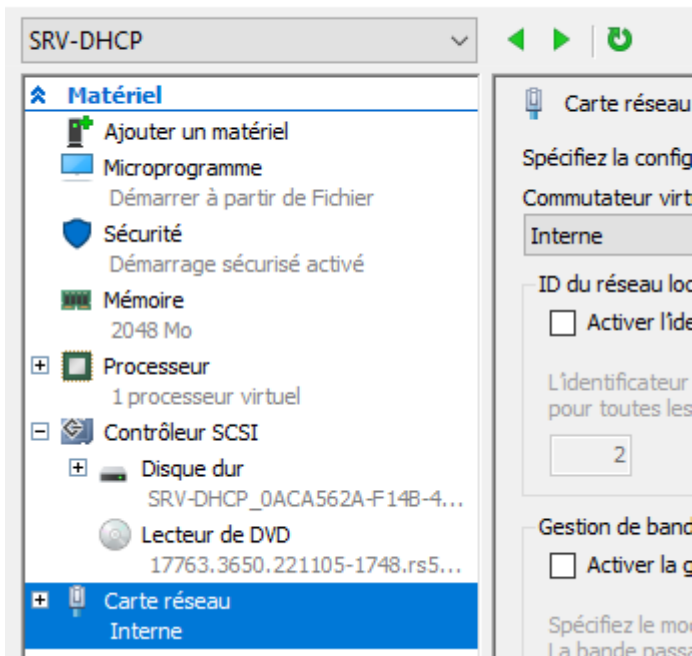 SRV-DHCP
Matériel
Ajouter un matériel
Microprogramme
Démarrer à partir de Fichier
Sécurité
Démarrage sécurisé activé
Mémoire
2048 Mo
Processeur
1 processeur virtuel
Contrôleur SCSI
Disque dur
SRV-DHCP_0ACA562A-F14B-4...
Lecteur de DVD
17763.3650.221105-1748.rs5...
Carte réseau
Interne
Carte réseau
Spécifiez la config
Commutateur virt
Interne
ID du réseau loc
Activer l'ide
L'identificateur
pour toutes les
2
Gestion de band
Activer la g
Spécifiez le mo
La bande passa